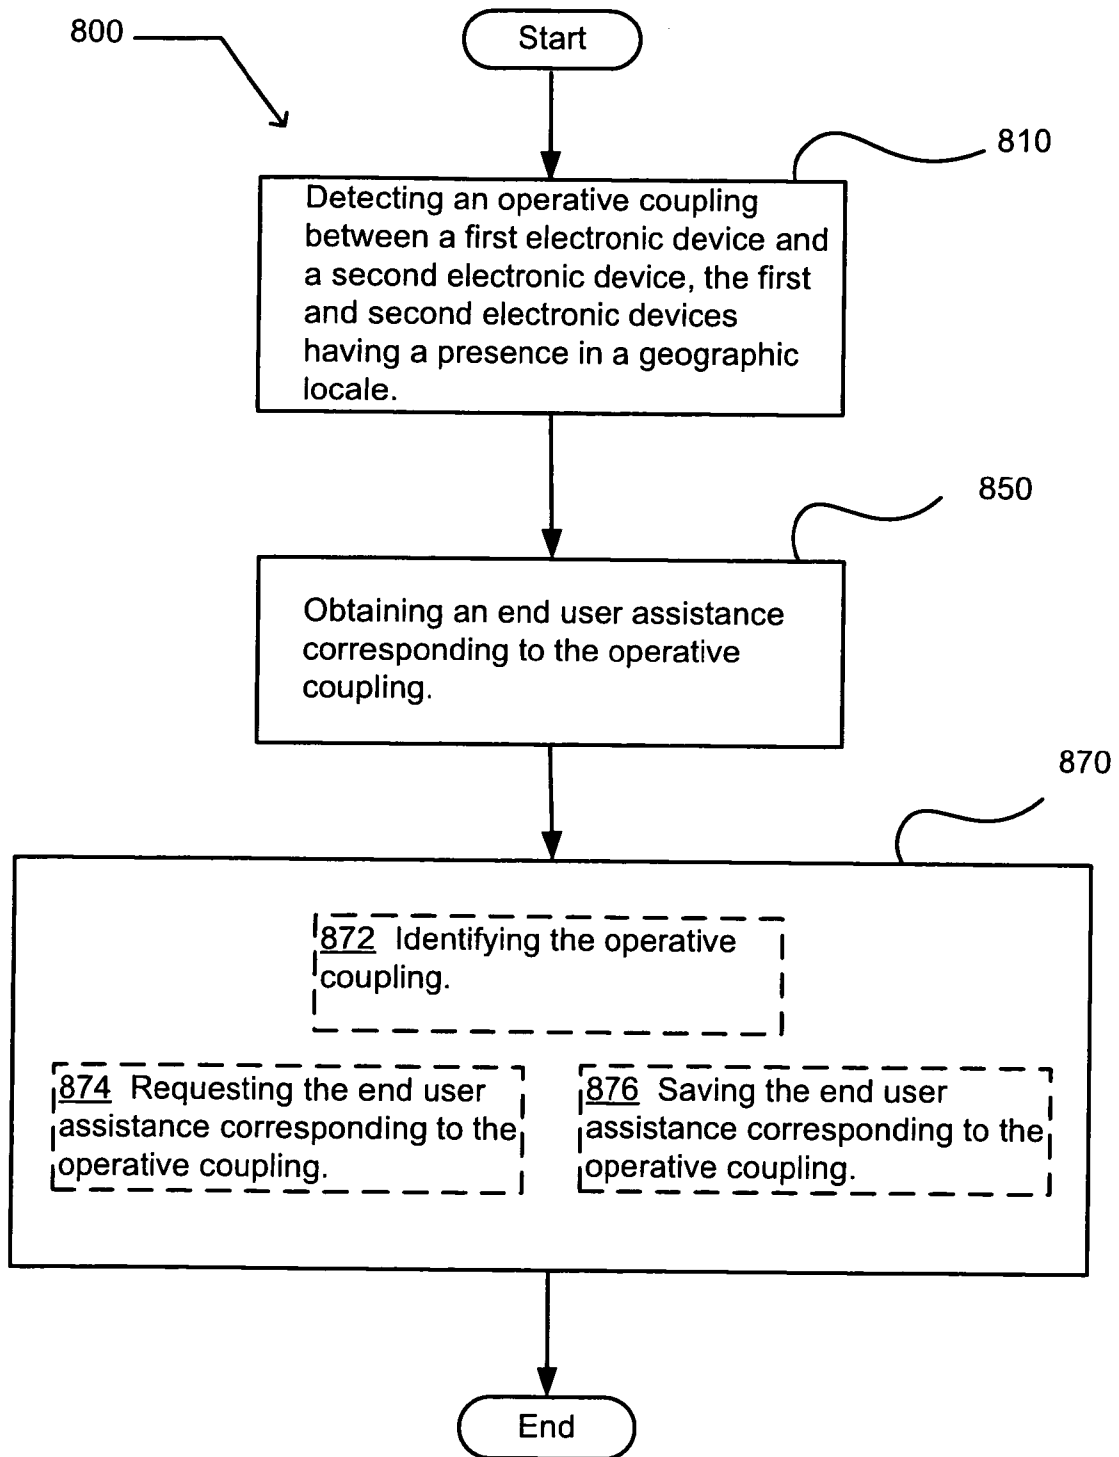 800
Start
810
Detecting an operative coupling
between a first electronic device and
a second electronic device, the first
and second electronic devices
having a presence in a geographic
locale.
850
Obtaining an end user assistance
corresponding to the operative
coupling.
870
872 Identifying the operative
coupling.
874 Requesting the end user
assistance corresponding to the
operative coupling.
876 Saving the end user
assistance corresponding to the
operative coupling.
End